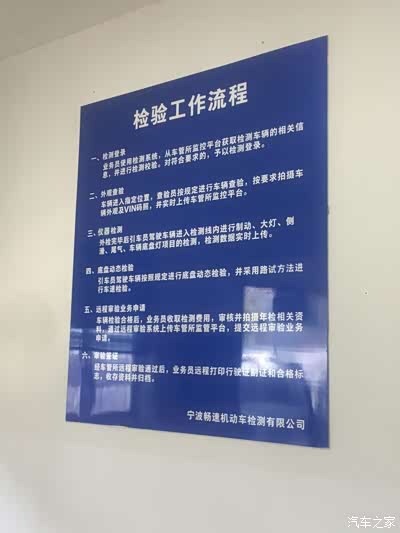 检验工作流程
一、检测登录
业务员使用检测系统，从车管所监控平台获取检测车辆的相关信
息，并进行检测校验。对符合要求的，予以检测登录。
二、外观查验
车辆进入指定位置，查验员按规定进行车辆查验，按要求拍摄车
辆外观及VIN码照，并实时上传车管所监控平台。
三、仪器检测
外检完毕后引车员驾驶车辆进入检测线内进行制动、大灯、侧
滑、尾气、车辆底盘灯项目的检测，检测数据实时上传。
四、底盘动态检验
引车员驾驶车辆按照规定进行底盘动态检验，并采用路试方法进
行车速检验。
五、远程审验业务申请
车辆检验合格后，业务员收取检测费用，审核并拍摄年检相关资
料，通过远程审验系统上传车管所监管平台，提交远程审验业务
申请。
六、审验签证
经车管所远程审验通过后，业务员远程打印行驶证副证和合格标
志，收存资料并归档。
宁波畅速机动车检测有限公司
汽车之家